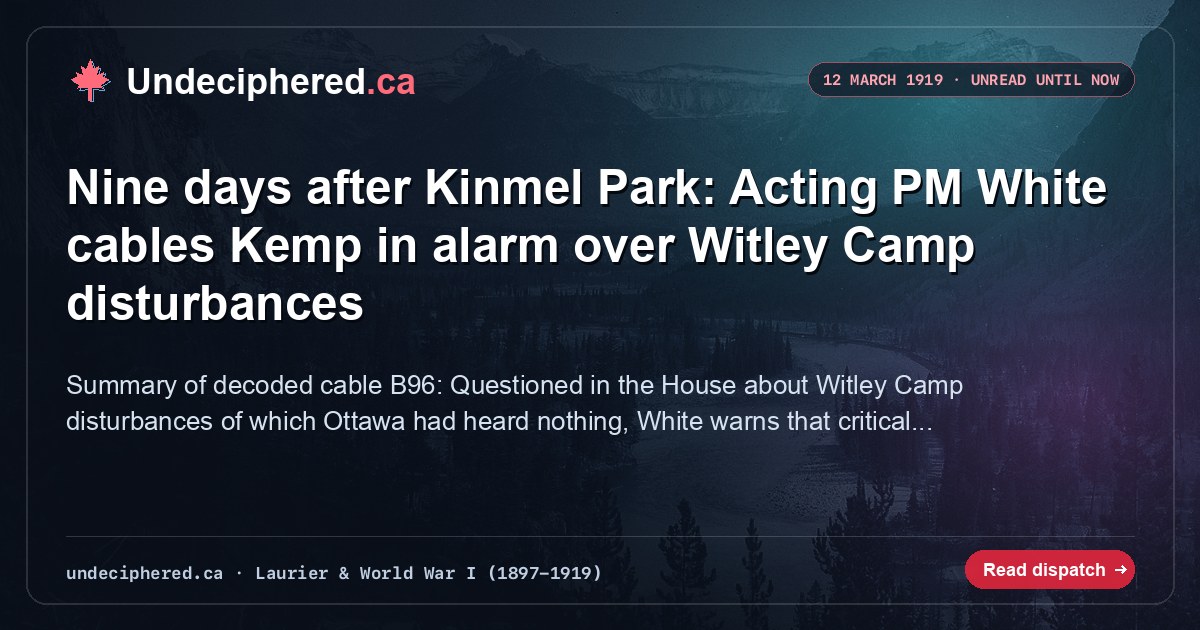 Undeciphered.ca
12 MARCH 1919 · UNREAD UNTIL NOW
Nine days after Kinmel Park: Acting PM White
cables Kemp in alarm over Witley Camp
disturbances
Summary of decoded cable B96: Questioned in the House about Witley Camp
disturbances of which Ottawa had heard nothing, White warns that critical...
undeciphered.ca · Laurier & World War I (1897–1919)
Read dispatch →